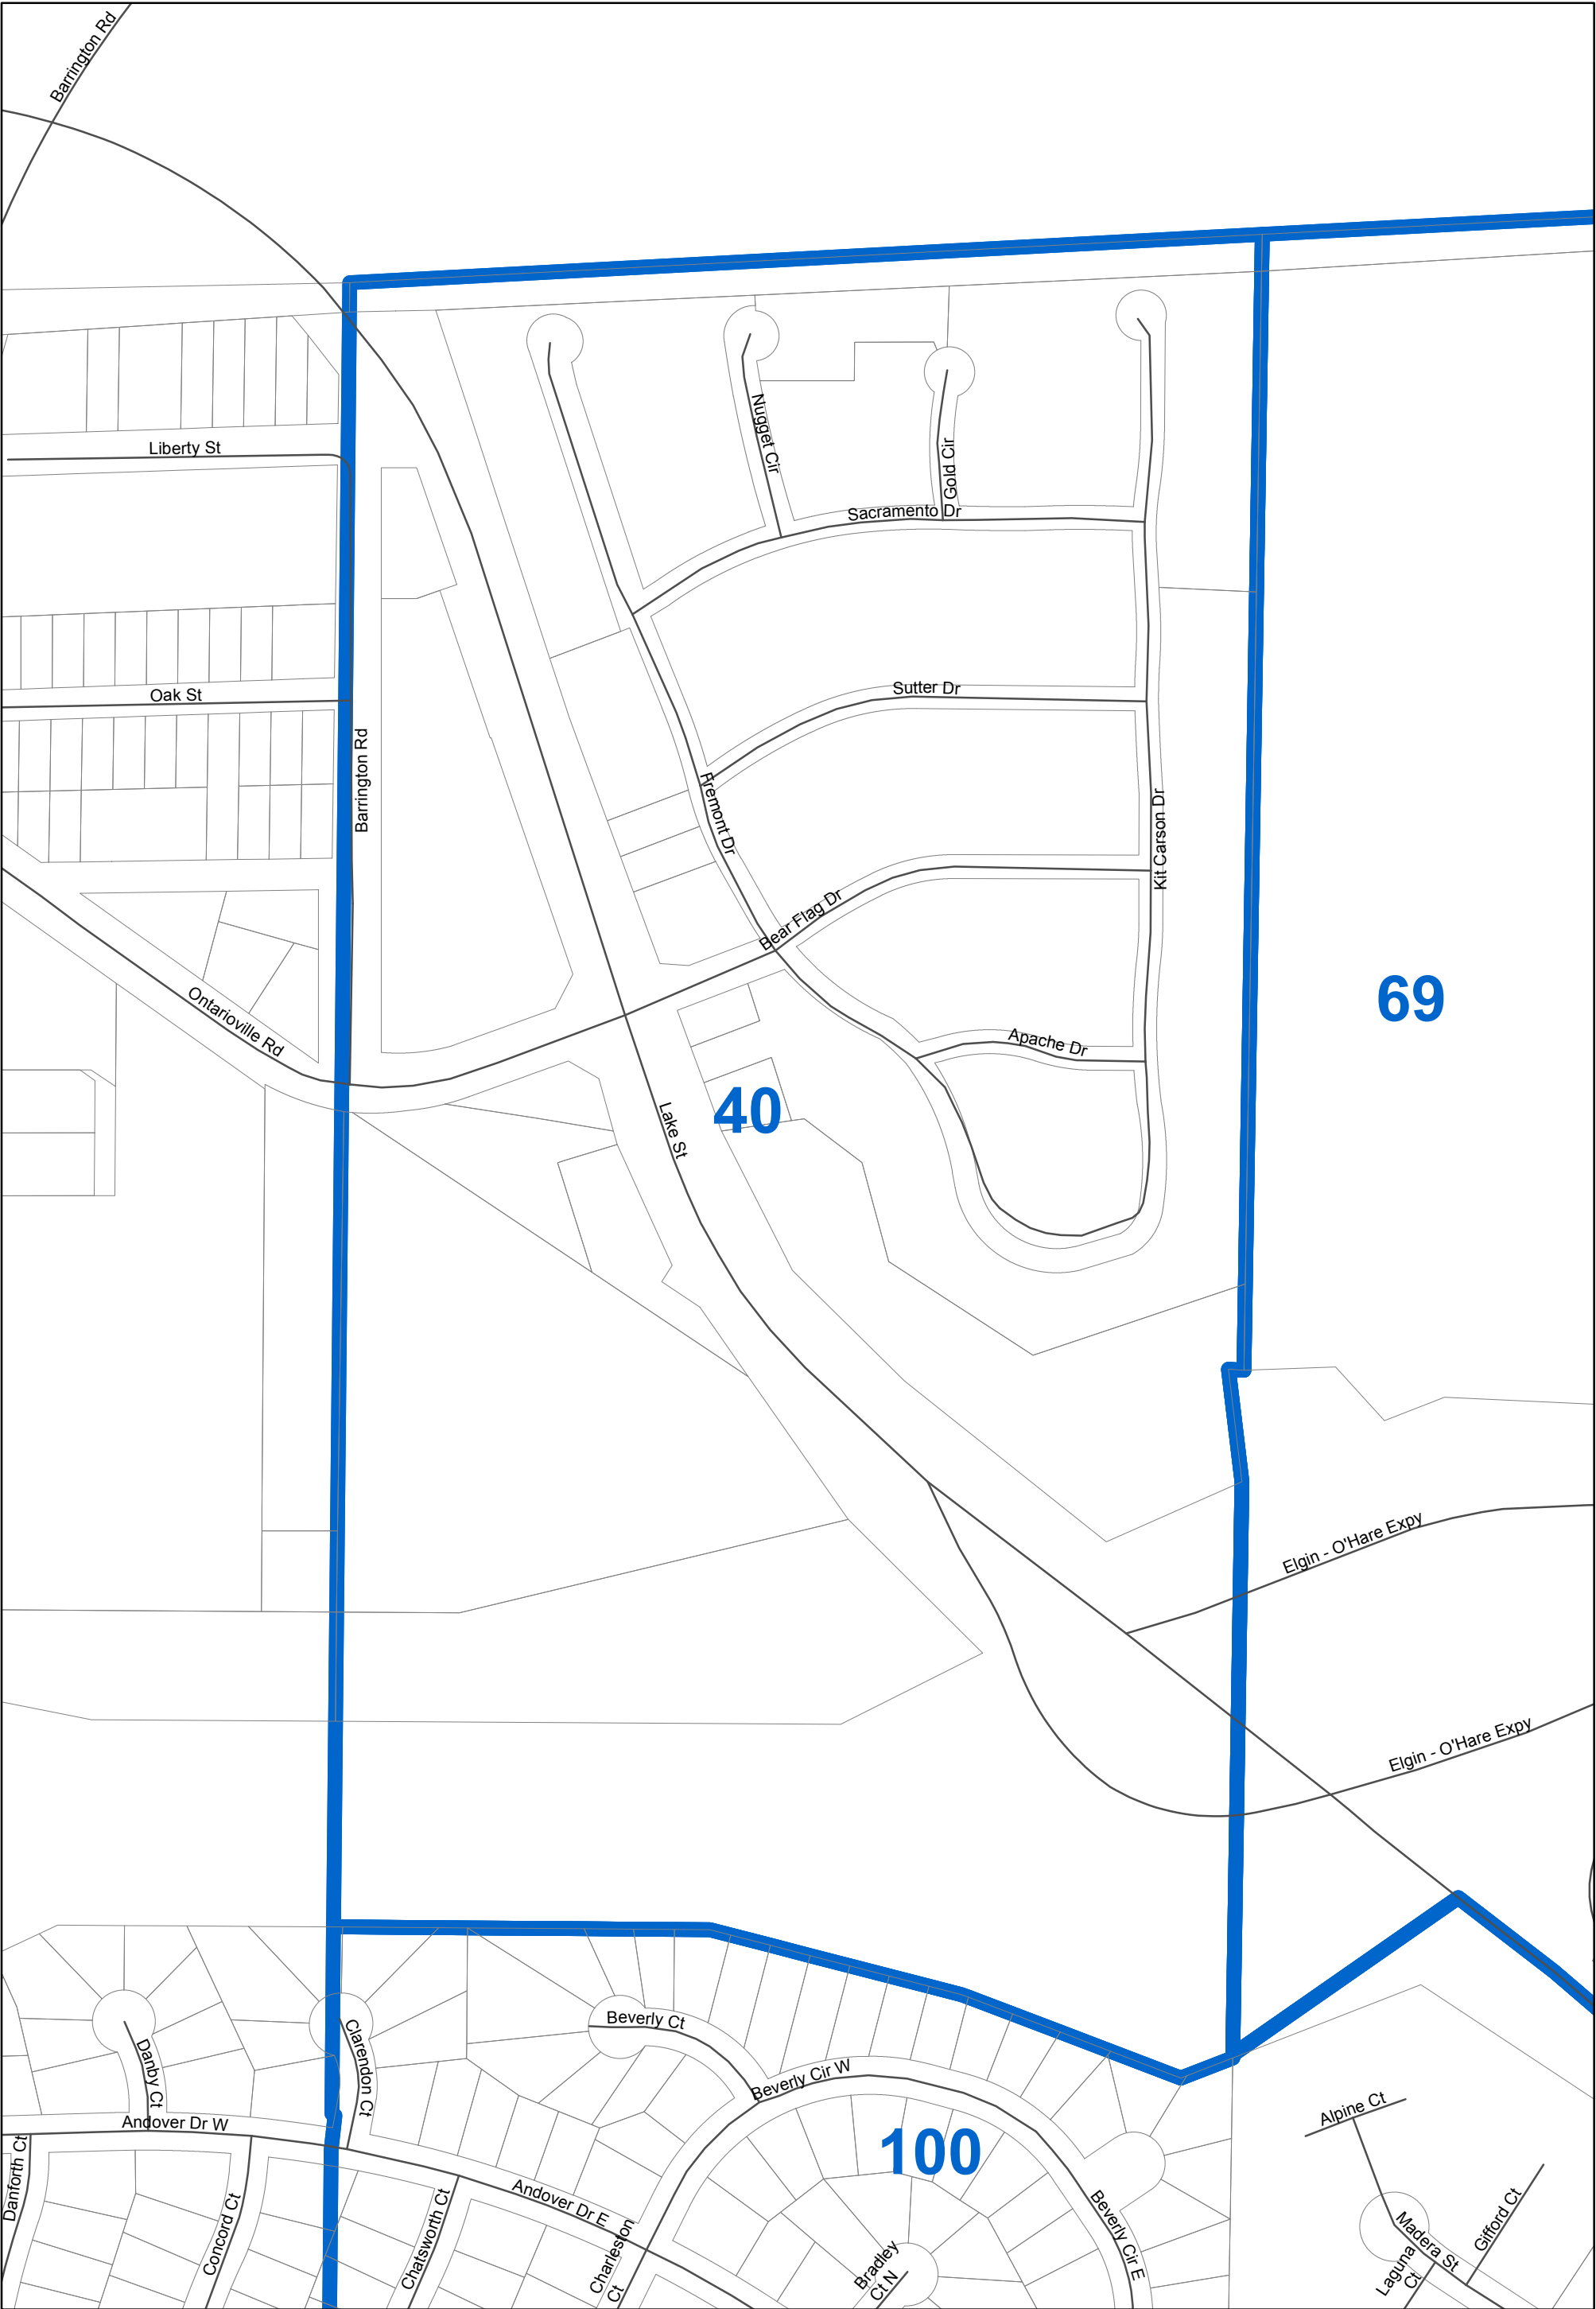 Barrington Rd
Liberty St
Nugget Cir
Gold Cir
Sacramento Dr
Oak St
Sutter Dr
Barrington Rd
Fremont Dr
Kit Carson Dr
Bear Flag Dr
69
Ontarioville Rd
Apache Dr
40
Lake St
Elgin - O'Hare Expy
Elgin - O'Hare Expy
Beverly Ct
Clarendon Ct
Danby Ct
Beverly Cir W
Andover Dr W
Alpine Ct
100
Danforth Ct
Concord Ct
Chatsworth Ct
Andover Dr E
Charleston
Ct
Bradley
Ct N
Beverly Cir E
Madera St
Gifford Ct
Laguna
Ct